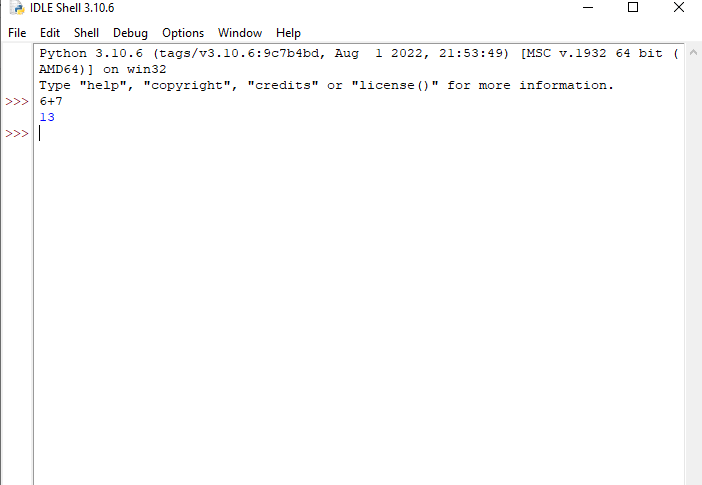 IDLE Shell 3.10.6
File Edit Shell Debug Options Window Help
Python 3.10.6 (tags/v3.10.6:9c7b4bd, Aug  1 2022, 21:53:49) [MSC v.1932 64 bit (
AMD64)] on win32
Type "help", "copyright", "credits" or "license()" for more information.
>>> 6+7
13
>>>